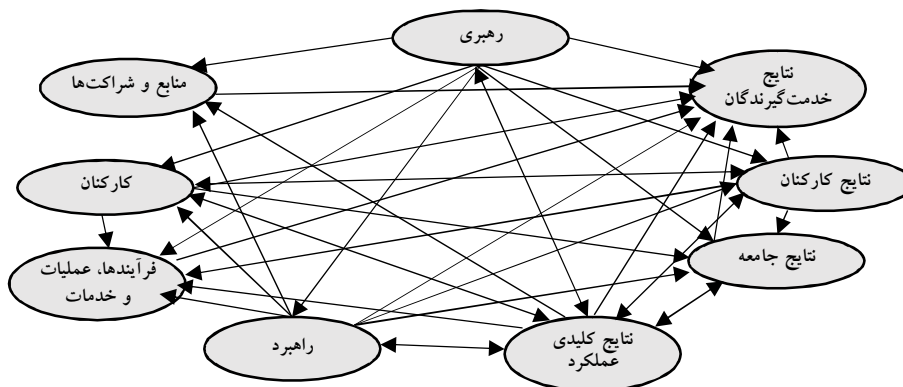 رهبری
منابع و شراکت‌ها
نتایج
خدمت‌گیرندگان
کارکنان
نتایج کارکنان
فرآیندها، عملیات
و خدمات
نتایج جامعه
راهبرد
نتایج کلیدی
عملکرد